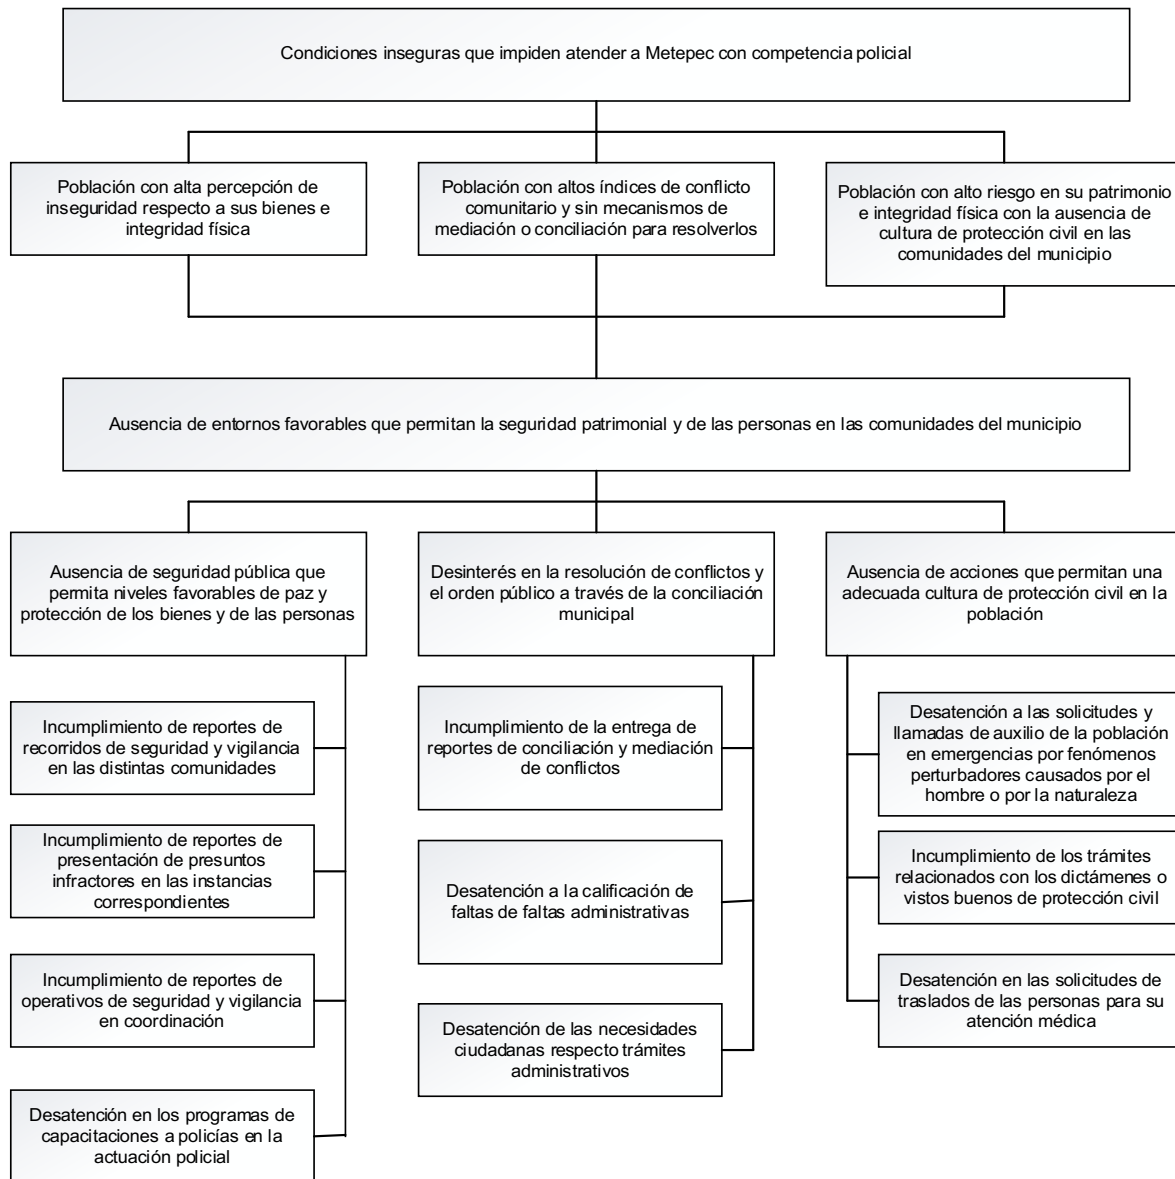 Condiciones inseguras que impiden atender a Metepec con competencia policial
Población con alta percepción de
inseguridad respecto a sus bienes e
integridad física
Población con altos índices de conflicto
comunitario y sin mecanismos de
mediación o conciliación para resolverlos
Población con alto riesgo en su patrimonio
e integridad física con la ausencia de
cultura de protección civil en las
comunidades del municipio
Ausencia de entornos favorables que permitan la seguridad patrimonial y de las personas en las comunidades del municipio
Ausencia de seguridad pública que
permita niveles favorables de paz y
protección de los bienes y de las personas
Desinterés en la resolución de conflictos y
el orden público a través de la conciliación
municipal
Ausencia de acciones que permitan una
adecuada cultura de protección civil en la
población
Incumplimiento de reportes de
recorridos de seguridad y vigilancia
en las distintas comunidades
Incumplimiento de reportes de
presentación de presuntos
infractores en las instancias
correspondientes
Incumplimiento de reportes de
operativos de seguridad y vigilancia
en coordinación
Desatención en los programas de
capacitaciones a policías en la
actuación policial
Incumplimiento de la entrega de
reportes de conciliación y mediación
de conflictos
Desatención a la calificación de
faltas de faltas administrativas
Desatención de las necesidades
ciudadanas respecto trámites
administrativos
Desatención a las solicitudes y
llamadas de auxilio de la población
en emergencias por fenómenos
perturbadores causados por el
hombre o por la naturaleza
Incumplimiento de los trámites
relacionados con los dictámenes o
vistos buenos de protección civil
Desatención en las solicitudes de
traslados de las personas para su
atención médica